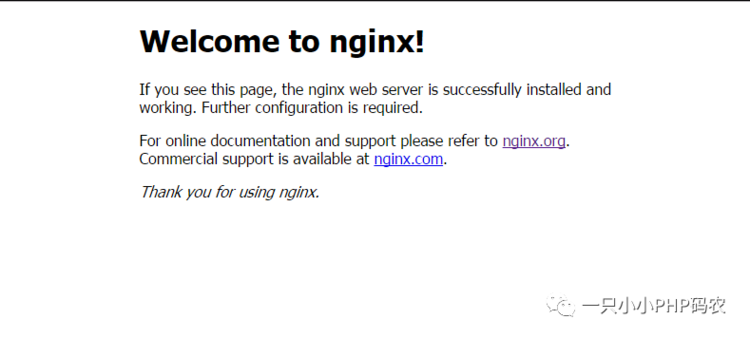 Welcome to nginx!
If you see this page, the nginx web server is successfully installed and
working. Further configuration is required.
For online documentation and support please refer to nginx.org.
Commercial support is available at nginx.com.
Thank you for using nginx.
一只小小PHP码农